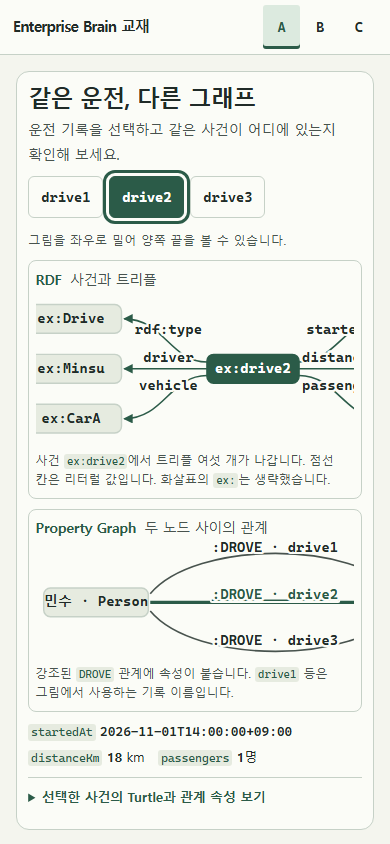 Enterprise Brain 교재
A B C
같은 운전, 다른 그래프
운전 기록을 선택하고 같은 사건이 어디에 있는지
확인해 보세요.
drive1 drive2 drive3
그림을 좌우로 밀어 양쪽 끝을 볼 수 있습니다.
RDF 사건과 트리플
ex:Drive
rdf:type
starte
ex:Minsu
driver
ex:drive2
distanc
vehicle
passeng
ex:CarA
사건 ex:drive2에서 트리플 여섯 개가 나갑니다. 점선
칸은 리터럴 값입니다. 화살표의 ex:는 생략했습니다.
Property Graph 두 노드 사이의 관계
:DROVE · drive1
민수 · Person
:DROVE · drive2
:DROVE · drive3
강조된 DROVE 관계에 속성이 붙습니다. drive1 등은
그림에서 사용하는 기록 이름입니다.
startedAt 2026-11-01T14:00:00+09:00
distanceKm 18 km passengers 1명
▶ 선택한 사건의 Turtle과 관계 속성 보기